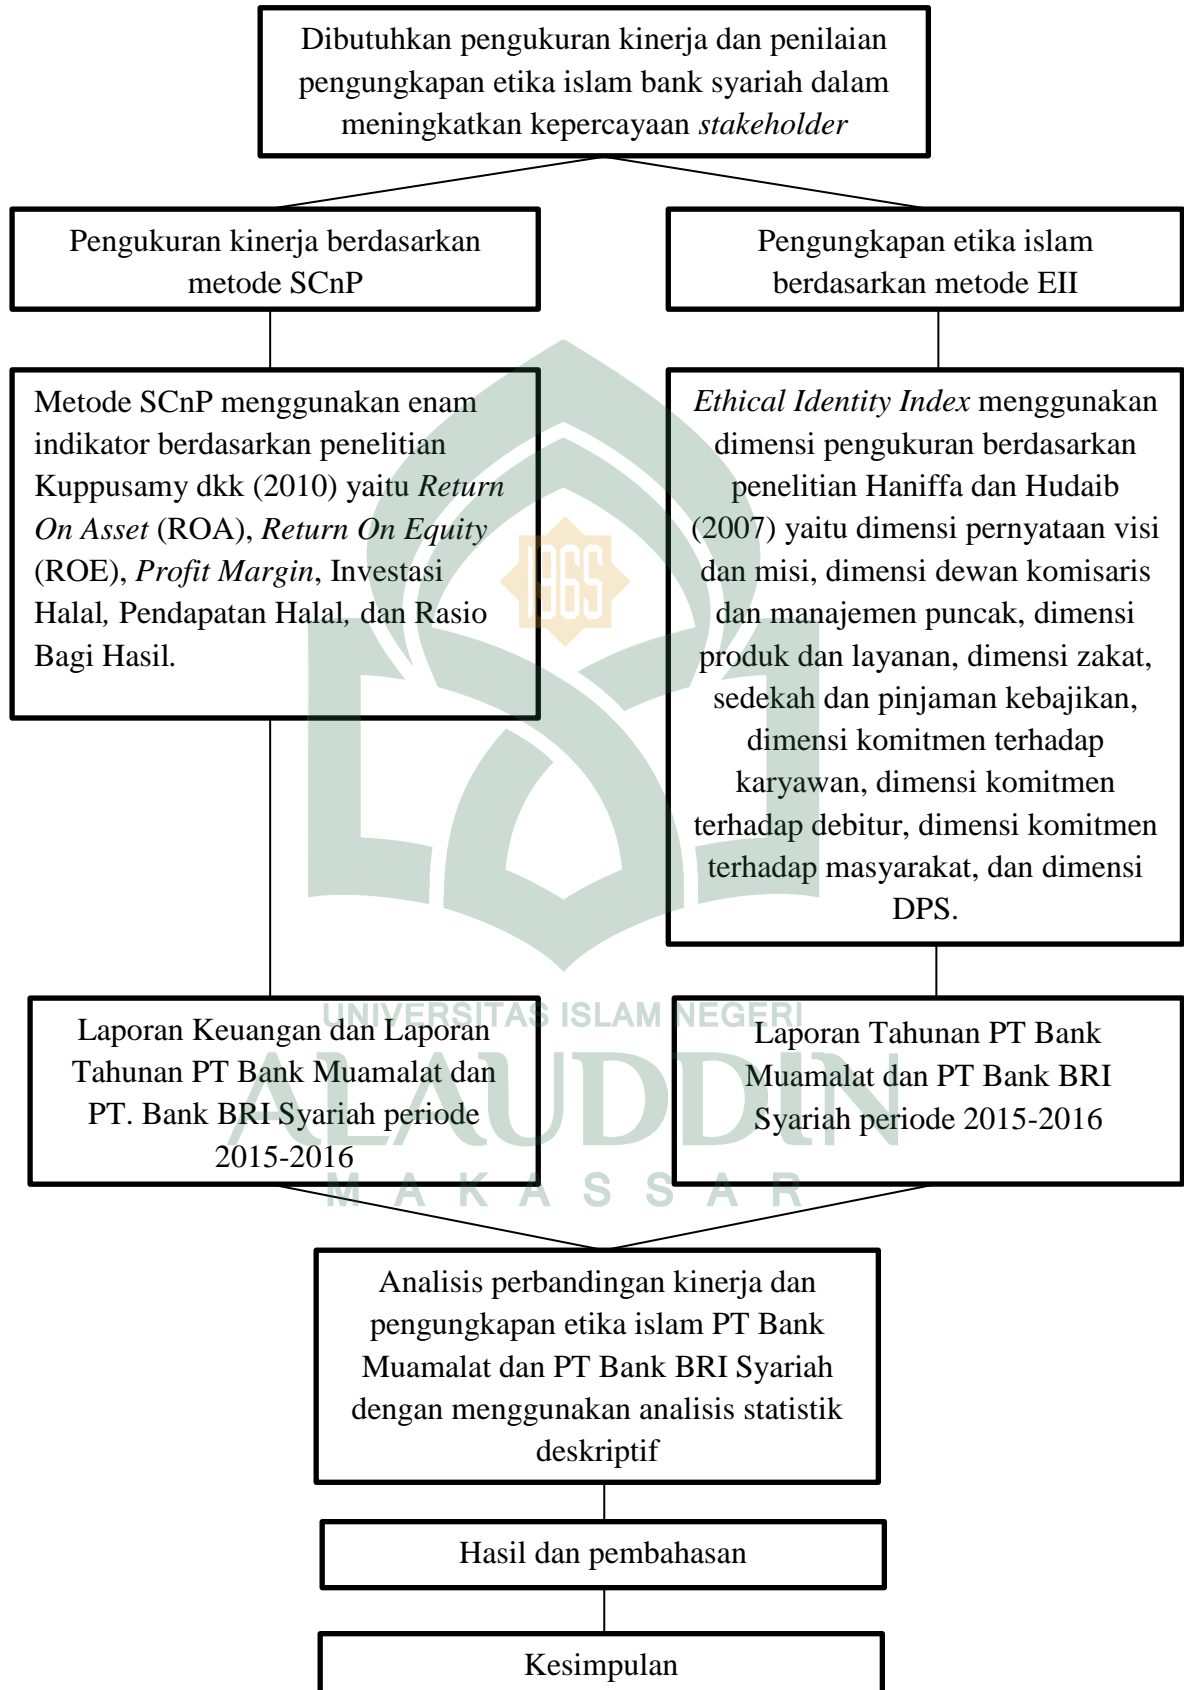 Dibutuhkan pengukuran kinerja dan penilaian
pengungkapan etika islam bank syariah dalam
meningkatkan kepercayaan stakeholder
Pengukuran kinerja berdasarkan
metode SCnP
Pengungkapan etika islam
berdasarkan metode EII
Metode SCnP menggunakan enam
indikator berdasarkan penelitian
Kuppusamy dkk (2010) yaitu Return
On Asset (ROA), Return On Equity
(ROE), Profit Margin, Investasi
Halal, Pendapatan Halal, dan Rasio
Bagi Hasil.
Ethical Identity Index menggunakan
dimensi pengukuran berdasarkan
penelitian Haniffa dan Hudaib
(2007) yaitu dimensi pernyataan visi
dan misi, dimensi dewan komisaris
dan manajemen puncak, dimensi
produk dan layanan, dimensi zakat,
sedekah dan pinjaman kebajikan,
dimensi komitmen terhadap
karyawan, dimensi komitmen
terhadap debitur, dimensi komitmen
terhadap masyarakat, dan dimensi
DPS.
1965
Laporan Keuangan dan Laporan
Tahunan PT Bank Muamalat dan
PT. Bank BRI Syariah periode
2015-2016
Laporan Tahunan PT Bank
Muamalat dan PT Bank BRI
Syariah periode 2015-2016
UNIVERSITAS ISLAM NEGERI
ALAUDDIN
MAKASSAR
Analisis perbandingan kinerja dan
pengungkapan etika islam PT Bank
Muamalat dan PT Bank BRI Syariah
dengan menggunakan analisis statistik
deskriptif
Hasil dan pembahasan
Kesimpulan